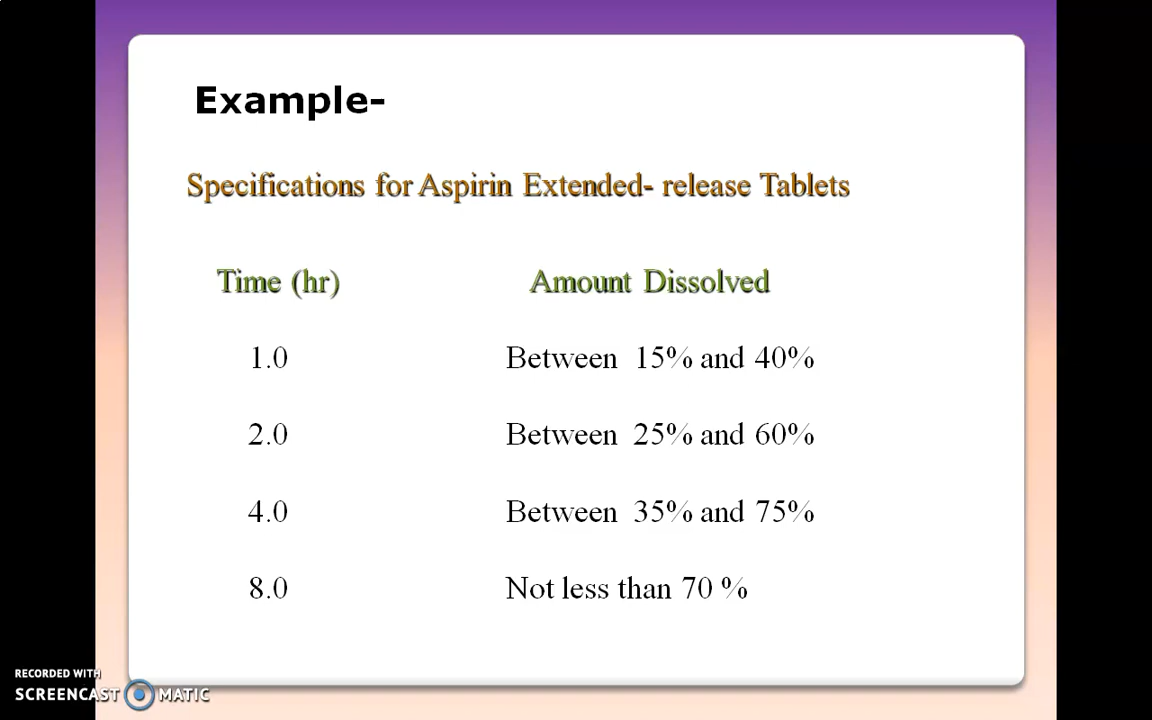 Example-
Specifications for Aspirin Extended- release Tablets
Time (hr) Amount Dissolved
1.0 Between 15% and 40%
2.0 Between 25% and 60%
4.0 Between 35% and 75%
8.0 Not less than 70 %
RECORDED WITH
SCREENCAST MATIC